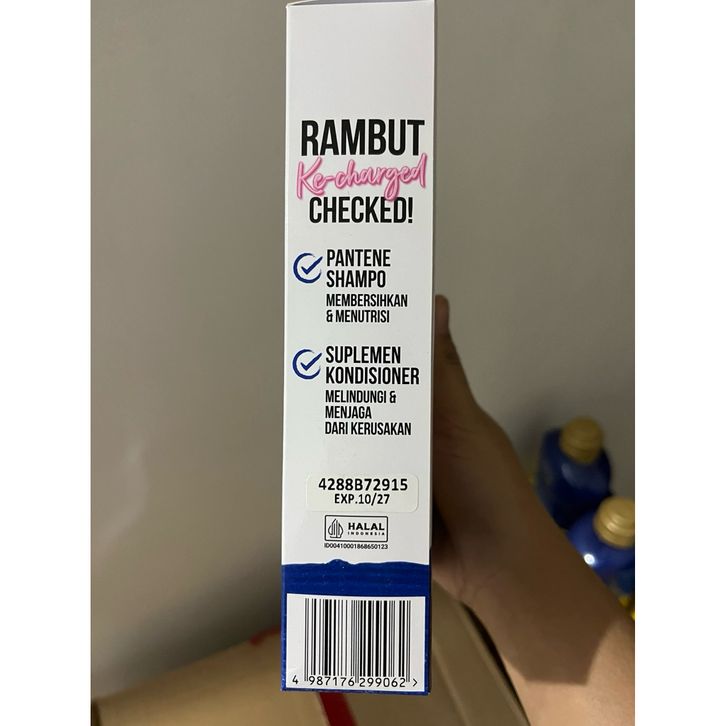 RAMBUT
Ke-charged
CHECKED!
PANTENE
SHAMPO
MEMBERSIHKAN
& MENUTRISI
SUPLEMEN
KONDISIONER
MELINDUNGI &
MENJAGA
DARI KERUSAKAN
4288B72915
EXP.10/27
HALAL
INDONESIA
ID00410001868650123
4 987176 299062 >